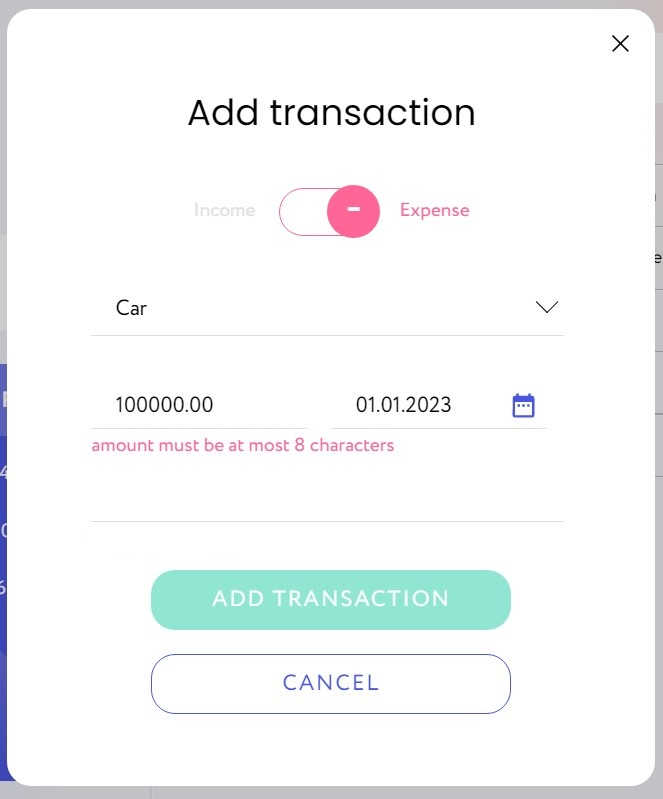 Add transaction
Income
Expense
Car
100000.00
01.01.2023
amount must be at most 8 characters
ADD TRANSACTION
CANCEL